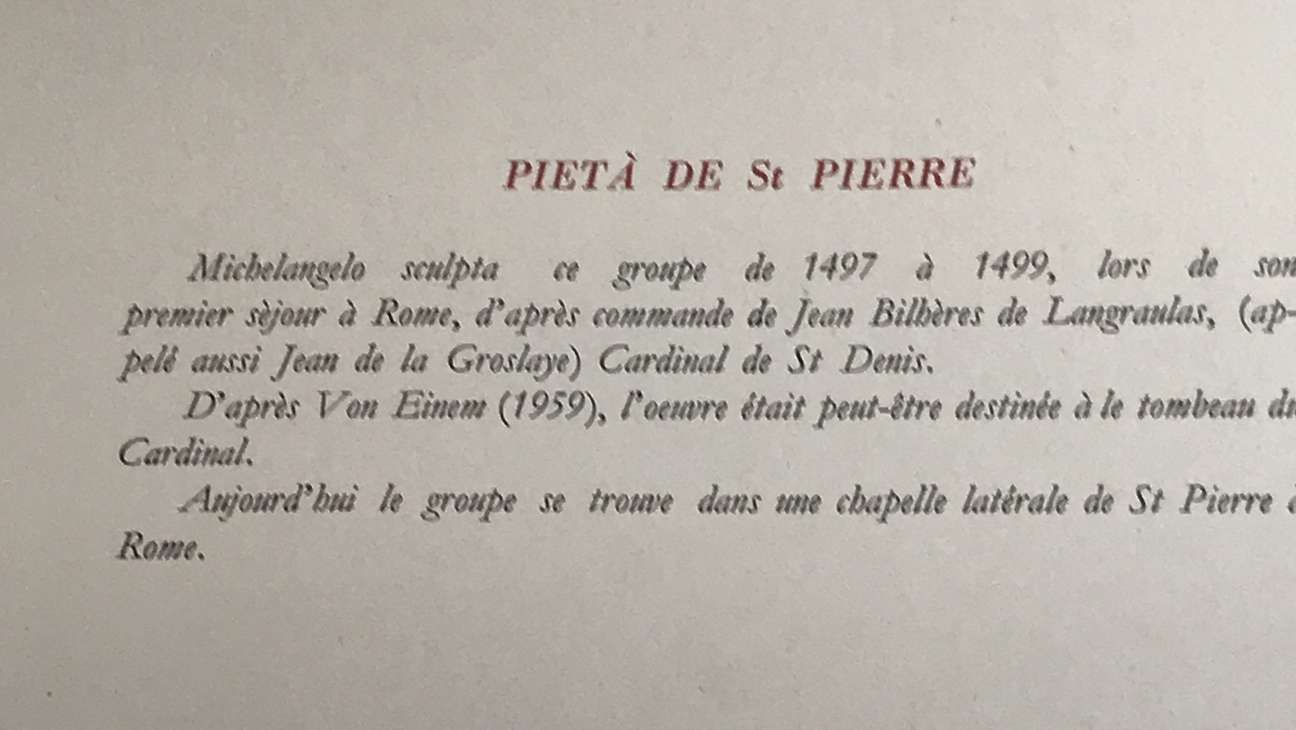 PIETÀ DE St PIERRE
Michelangelo sculpta ce groupe de 1497 à 1499, lors de son
premier sèjour à Rome, d'après commande de Jean Bilhères de Langraulas, (ap-
pelé aussi Jean de la Groslaye) Cardinal de St Denis.
D'après Von Einem (1959), l'oeuvre était peut-être destinée à le tombeau du
Cardinal.
Aujourd'hui le groupe se trouve dans une chapelle latérale de St Pierre
Rome.